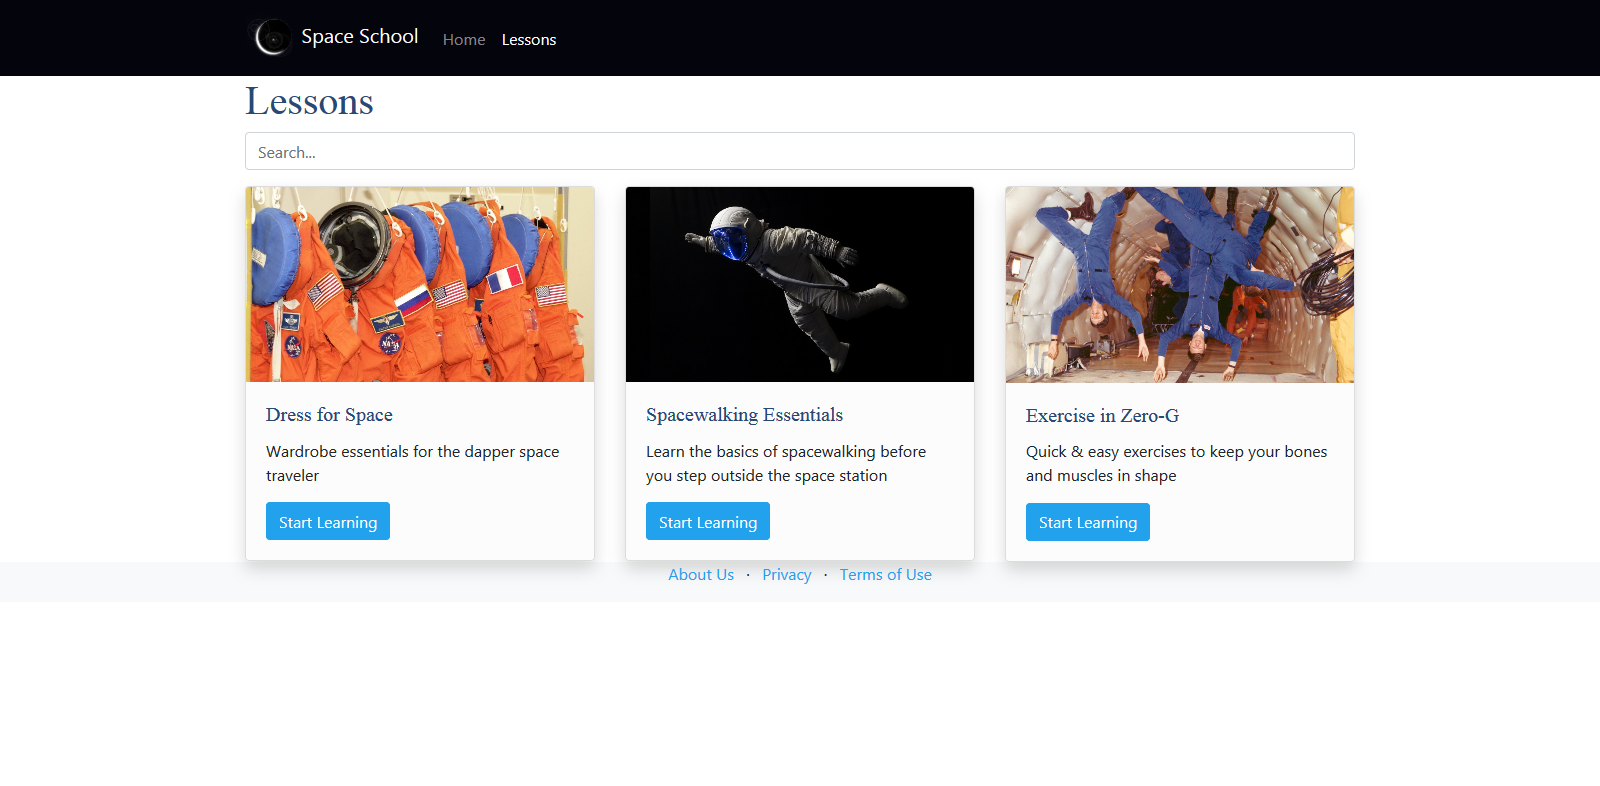 Space School
Home
Lessons
Lessons
Search...
NASA
NASA
Dress for Space
Wardrobe essentials for the dapper space
traveler
Start Learning
Spacewalking Essentials
Learn the basics of spacewalking before
you step outside the space station
Start Learning
Exercise in Zero-G
Quick & easy exercises to keep your bones
and muscles in shape
Start Learning
About Us · Privacy · Terms of Use